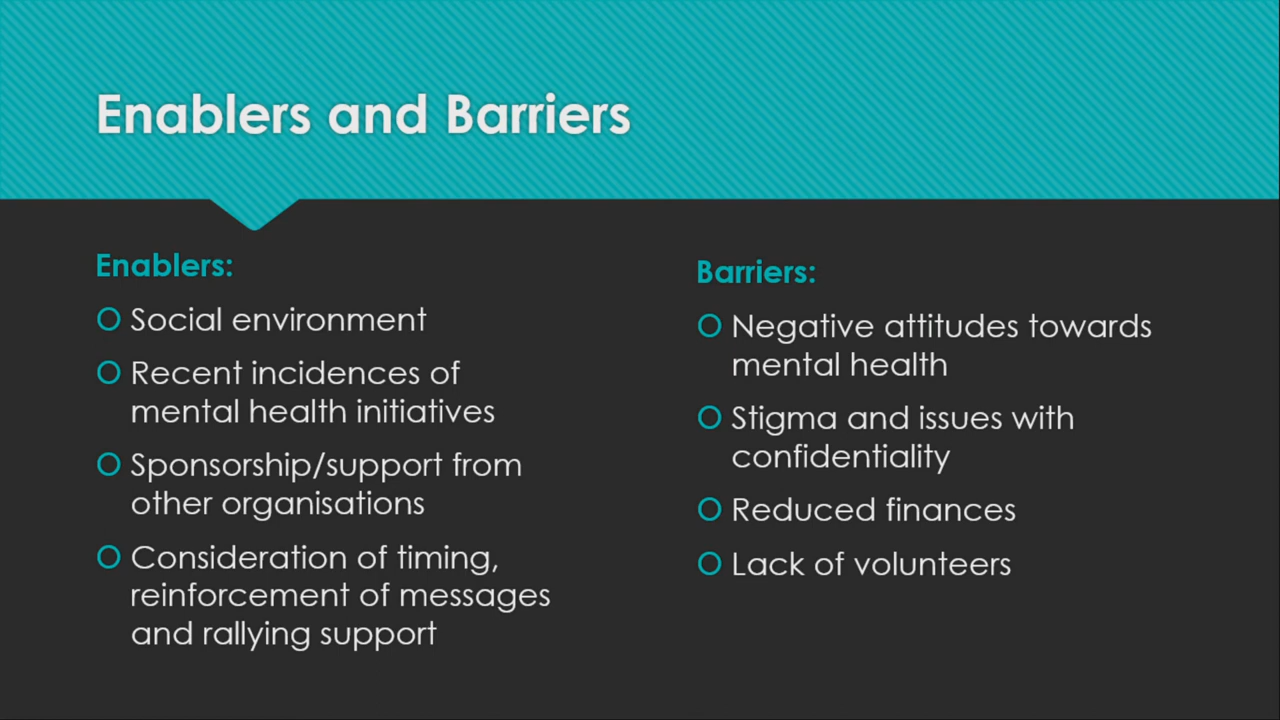 Enablers and Barriers
Enablers:
Social environment
Recent incidences of
mental health initiatives
Sponsorship/support from
other organisations
Consideration of timing,
reinforcement of messages
and rallying support
Barriers:
Negative attitudes towards
mental health
Stigma and issues with
confidentiality
Reduced finances
Lack of volunteers